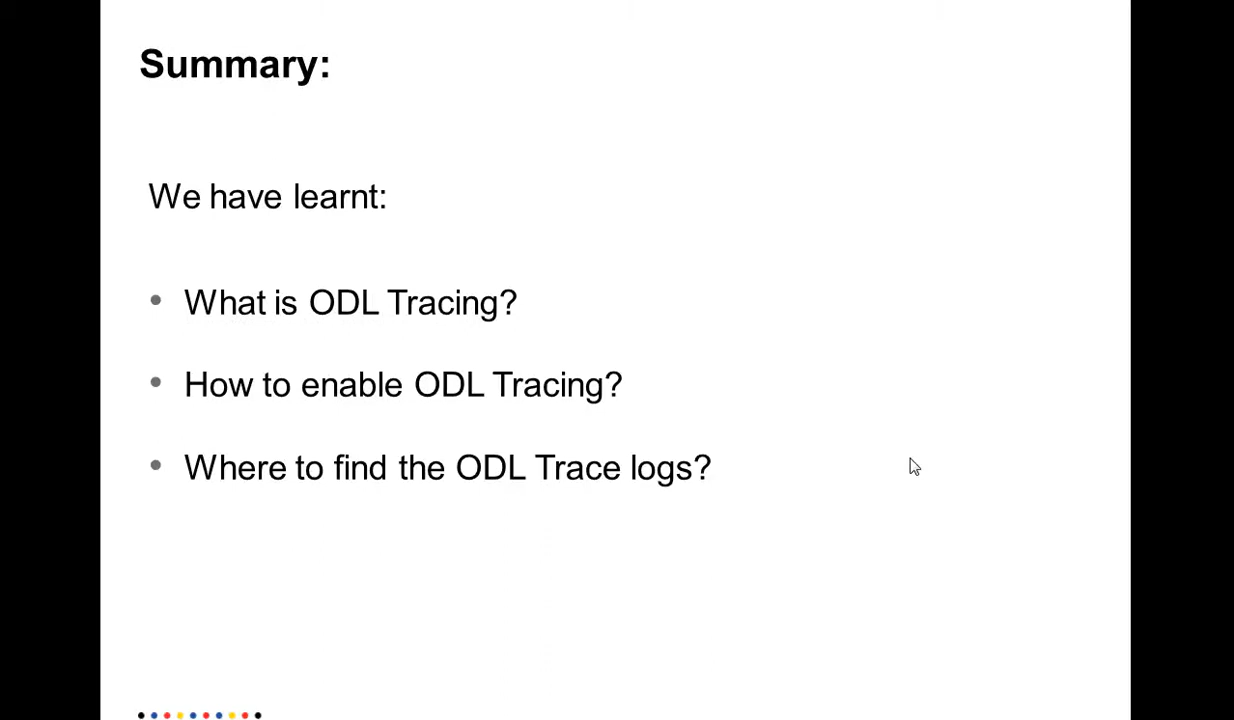 Summary:
We have learnt:
• What is ODL Tracing?
• How to enable ODL Tracing?
• Where to find the ODL Trace logs?